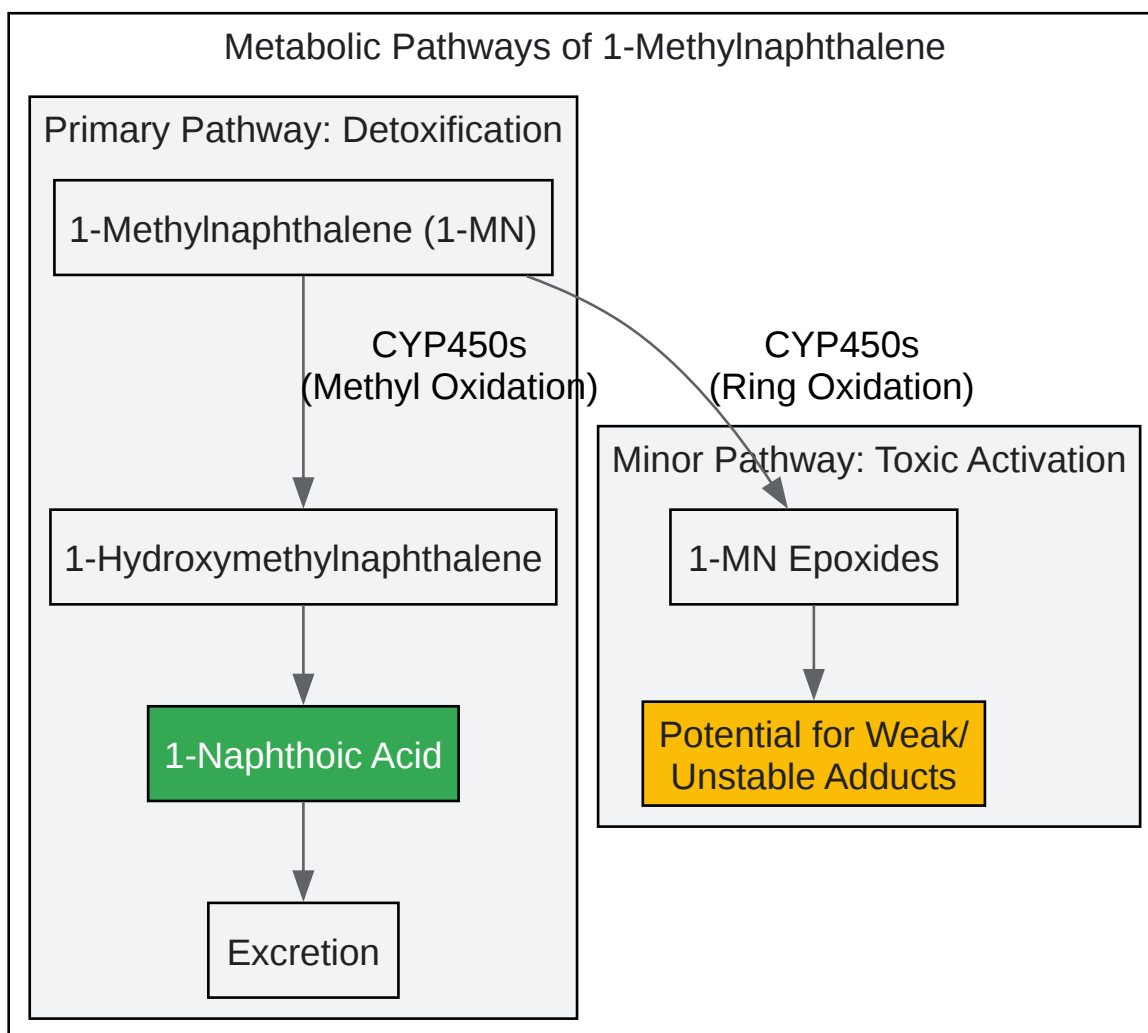 Metabolic Pathways of 1-Methylnaphthalene
Primary Pathway: Detoxification
1-Methylnaphthalene (1-MN)
CYP450s
(Methyl Oxidation)
CYP450s
(Ring Oxidation)
Minor Pathway: Toxic Activation
1-Hydroxymethylnaphthalene
1-MN Epoxides
1-Naphthoic Acid
Potential for Weak/
Unstable Adducts
Excretion